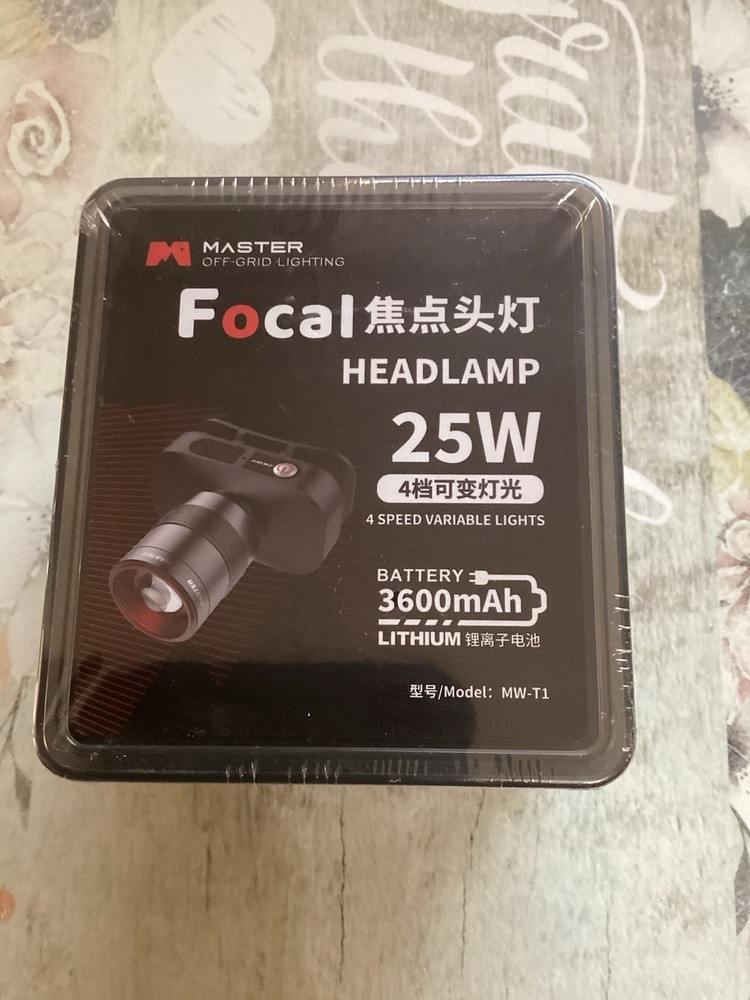 MASTER
OFF-GRID LIGHTING
Focal焦点头灯
HEADLAMP
25W
4档可变灯光
4 SPEED VARIABLE LIGHTS
BATTERY
3600mAh
LITHIUM 锂离子电池
型号/Model: MW-T1